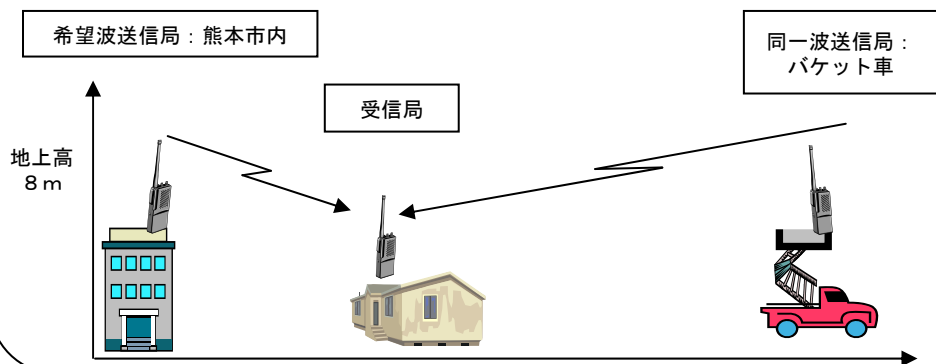 希望波送信局：熊本市内
同一波送信局：
バケット車
受信局
地上高
８ｍ